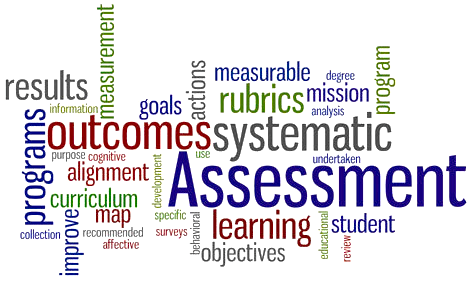 measurement
results
information
goals
actions
measurable
degree
rubrics
mission
analysis
program
programs
outcomes
systematic
purpose
cognitive
use
undertaken
alignment
development
Assessment
curriculum
map
specific
behavioral
learning
educational
student
collection
improve
recommended
affective
surveys
objectives
review